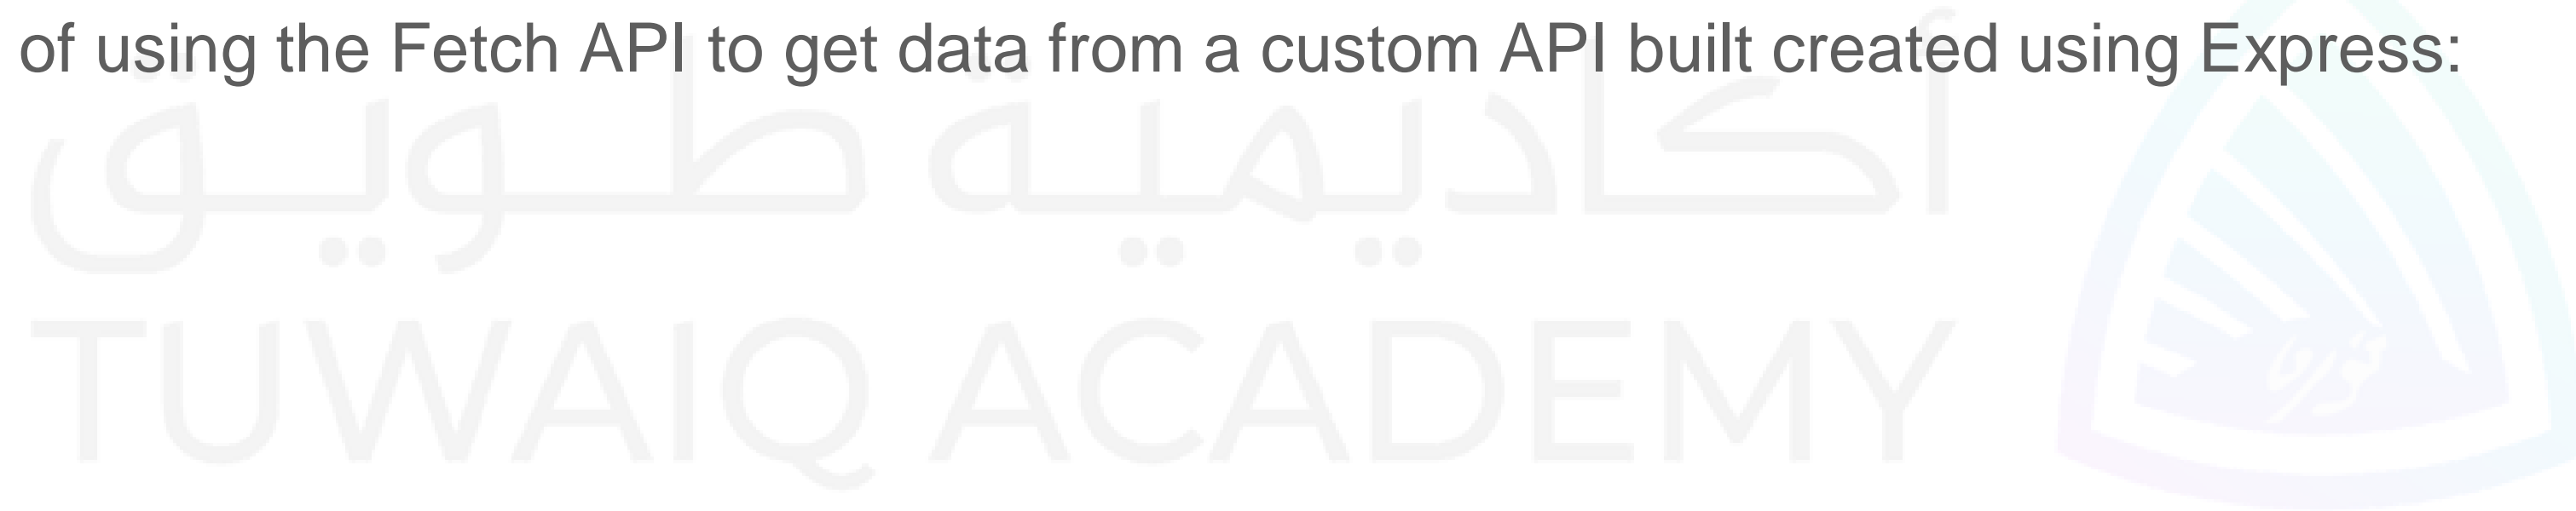 of using the Fetch API to get data from a custom API built created using Express:
أكاديمية طويق
TUWAIQ ACADEMY